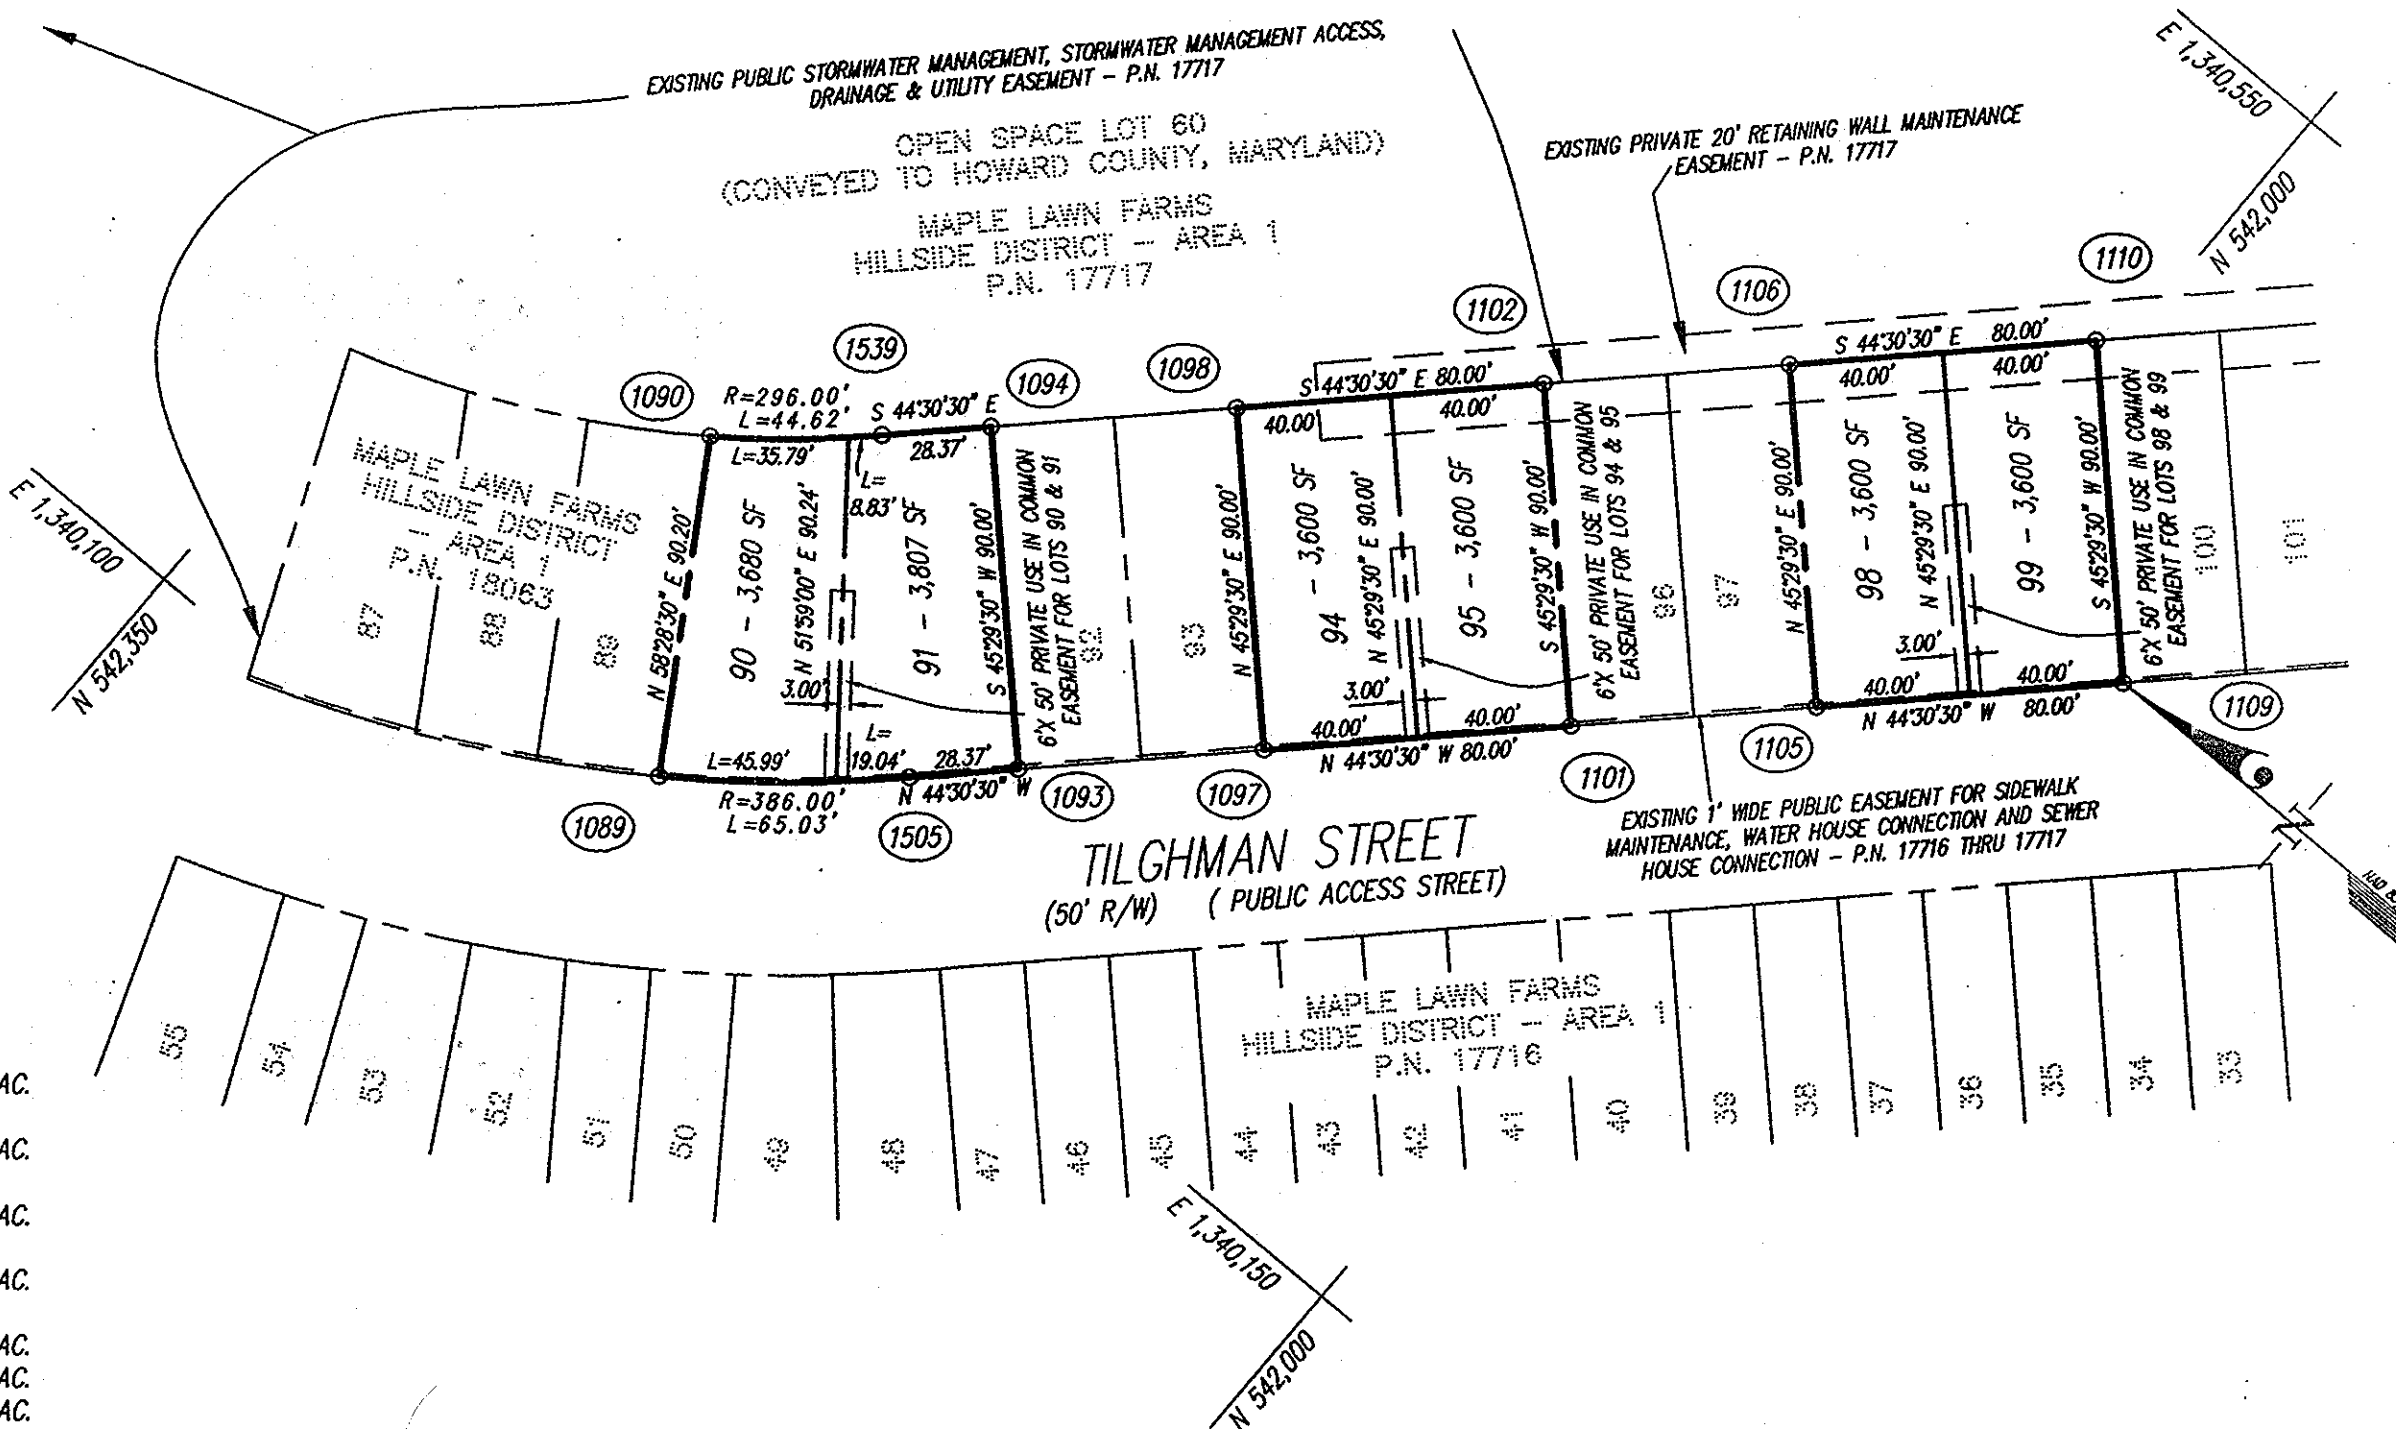 EXISTING PUBLIC STORMWATER MANAGEMENT, STORMWATER MANAGEMENT ACCESS,
DRAINAGE & UTILITY EASEMENT – P.N. 17717
OPEN SPACE LOT 60
(CONVEYED TO HOWARD COUNTY, MARYLAND)
MAPLE LAWN FARMS
HILLSIDE DISTRICT – AREA 1
P.N. 17717
EXISTING PRIVATE 20' RETAINING WALL MAINTENANCE
EASEMENT – P.N. 17717
E 1,340,550
N 542,000
1090
1539
1094
1098
1102
1106
1110
R=296.00'
L=44.62'
S 44°30'30" E
28.37'
L=35.79'
L=
8.83'
S 44°30'30" E 80.00'
40.00'
40.00'
S 44°30'30" E 80.00'
40.00'
40.00'
E 1,340,100
N 542,350
MAPLE LAWN FARMS
HILLSIDE DISTRICT
– AREA 1
P.N. 18063
87
88
89
N 58°28'30" E 90.20'
90 – 3,680 SF
N 51°59'00" E 90.24'
3.00'
91 – 3,807 SF
S 45°29'30" W 90.00'
6'X 50' PRIVATE USE IN COMMON
EASEMENT FOR LOTS 90 & 91
92
93
N 45°29'30" E 90.00'
94 – 3,600 SF
N 45°29'30" E 90.00'
3.00'
95 – 3,600 SF
S 45°29'30" W 90.00'
6'X 50' PRIVATE USE IN COMMON
EASEMENT FOR LOTS 94 & 95
96
97
N 45°29'30" E 90.00'
98 – 3,600 SF
N 45°29'30" E 90.00'
3.00'
99 – 3,600 SF
S 45°29'30" W 90.00'
6'X 50' PRIVATE USE IN COMMON
EASEMENT FOR LOTS 98 & 99
100
101
L=45.99'
L=
19.04'
28.37'
R=386.00'
L=65.03'
N 44°30'30" W
40.00'
40.00'
N 44°30'30" W 80.00'
40.00'
40.00'
N 44°30'30" W 80.00'
1089
1505
1093
1097
1101
1105
1109
TILGHMAN STREET
(50' R/W) ( PUBLIC ACCESS STREET)
EXISTING 1' WIDE PUBLIC EASEMENT FOR SIDEWALK
MAINTENANCE, WATER HOUSE CONNECTION AND SEWER
HOUSE CONNECTION – P.N. 17716 THRU 17717
NAD
MAPLE LAWN FARMS
HILLSIDE DISTRICT – AREA 1
P.N. 17716
55
54
53
52
51
50
49
48
47
46
45
44
43
42
41
40
39
38
37
36
35
34
33
E 1,340,150
N 542,000
AC.
AC.
AC.
AC.
AC.
AC.
AC.